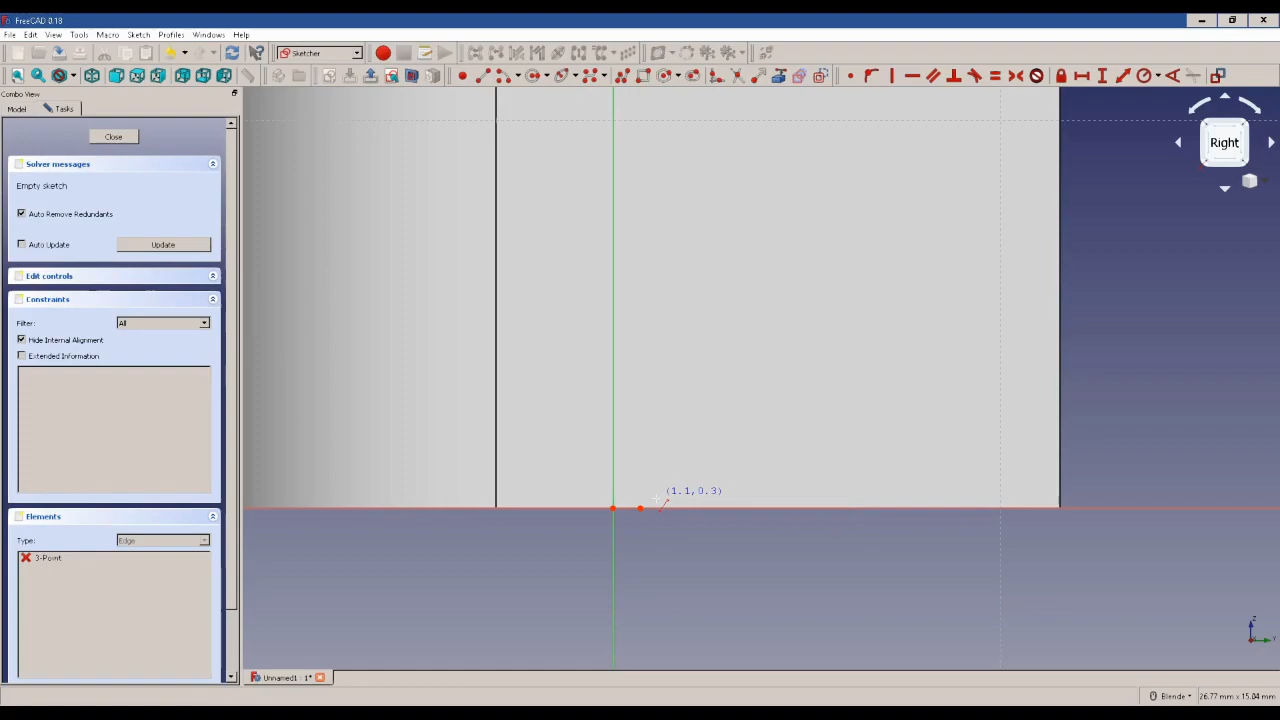 FreeCAD 0.18
File Edit View Tools Macro Sketch Profiles Windows Help
Sketcher
Combo View
Model Tasks
Close
Solver messages
Empty sketch
Auto Remove Redundants
Auto Update Update
Edit controls
Constraints
Filter: All
Hide Internal Alignment
Extended Information
Elements
Type: Edge
3-Point
(1.1,0.3)
Right
Z
Y
Unnamed1 : 1*
Blende
26.77 mm x 15.04 mm